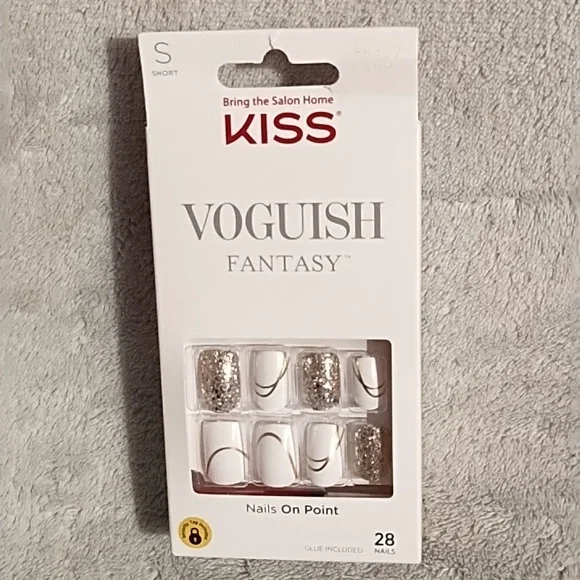 S
SHORT
Bring the Salon Home
KISS®
VOGUISH
FANTASY™
Nails On Point
GLUE INCLUDED
28
NAILS